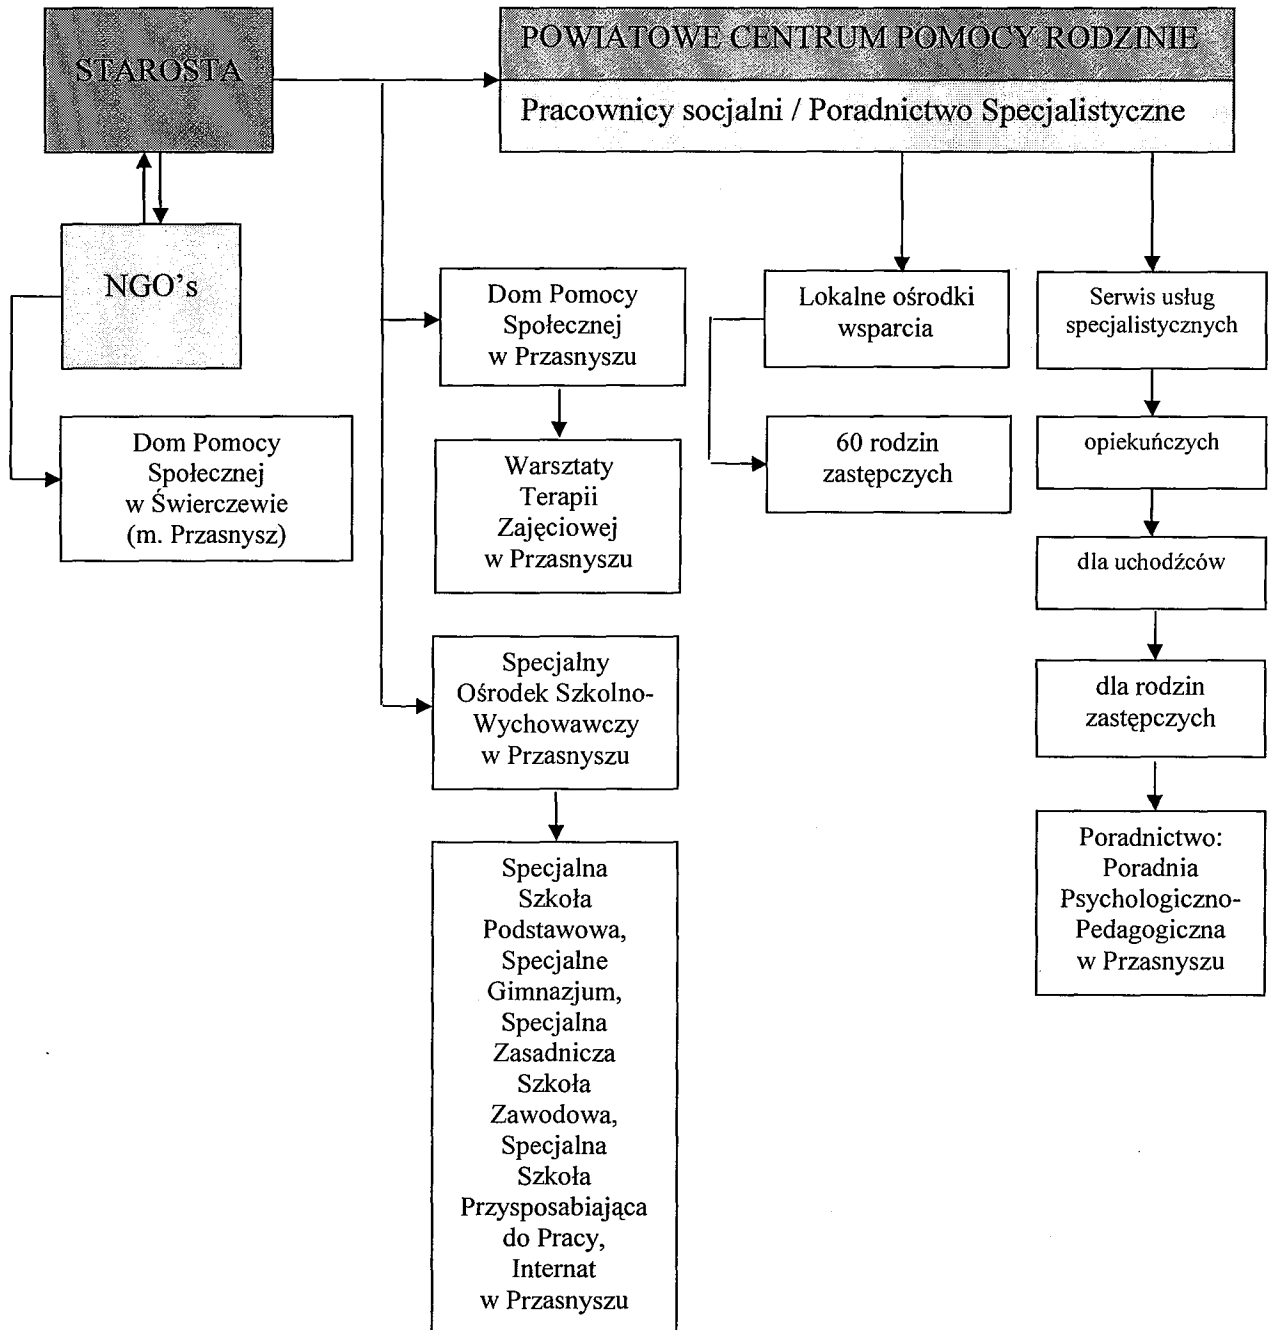 STAROSTA
POWIATOWE CENTRUM POMOCY RODZINIE
Pracownicy socjalni / Poradnictwo Specjalistyczne
NGO’s
Dom Pomocy
Społecznej
w Świerczewie
(m. Przasnysz)
Dom Pomocy
Społecznej
w Przasnyszu
Warsztaty
Terapii
Zajęciowej
w Przasnyszu
Specjalny
Ośrodek Szkolno-
Wychowawczy
w Przasnyszu
Specjalna
Szkoła
Podstawowa,
Specjalne
Gimnazjum,
Specjalna
Zasadnicza
Szkoła
Zawodowa,
Specjalna
Szkoła
Przysposabiająca
do Pracy,
Internat
w Przasnyszu
Lokalne ośrodki
wsparcia
60 rodzin
zastępczych
Serwis usług
specjalistycznych
opiekuńczych
dla uchodźców
dla rodzin
zastępczych
Poradnictwo:
Poradnia
Psychologiczno-
Pedagogiczna
w Przasnyszu